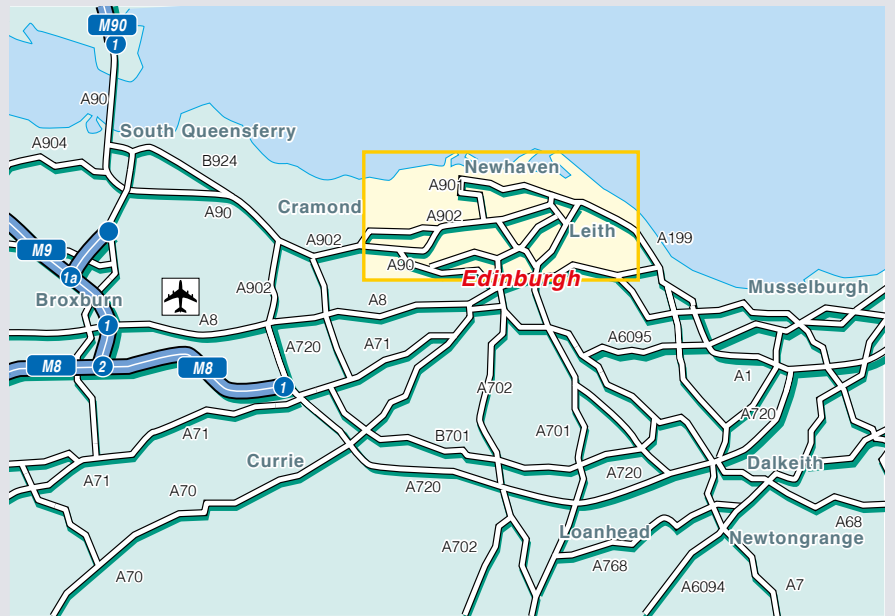 M90
1
A90
South Queensferry
A904
B924
Newhaven
A901
A90
Cramond
A902
A902
Leith
A199
M9
A90
Edinburgh
1a
Broxburn
A902
Musselburgh
A8
A8
1
A720
A71
A6095
M8
2
M8
1
A702
A1
A720
A71
B701
A701
Currie
A71
A70
A720
A720
Dalkeith
A68
Loanhead
Newtongrange
A702
A768
A70
A6094
A7